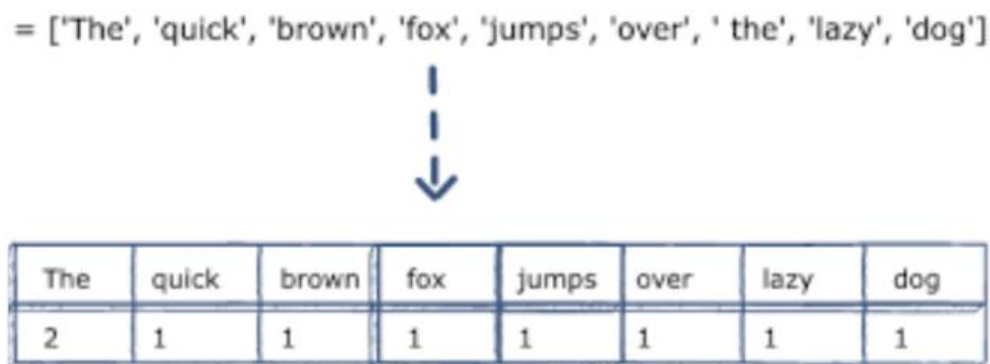 = ['The', 'quick', 'brown', 'fox', 'jumps', 'over', ' the', 'lazy', 'dog']
The quick brown fox jumps over lazy dog
2 1 1 1 1 1 1 1